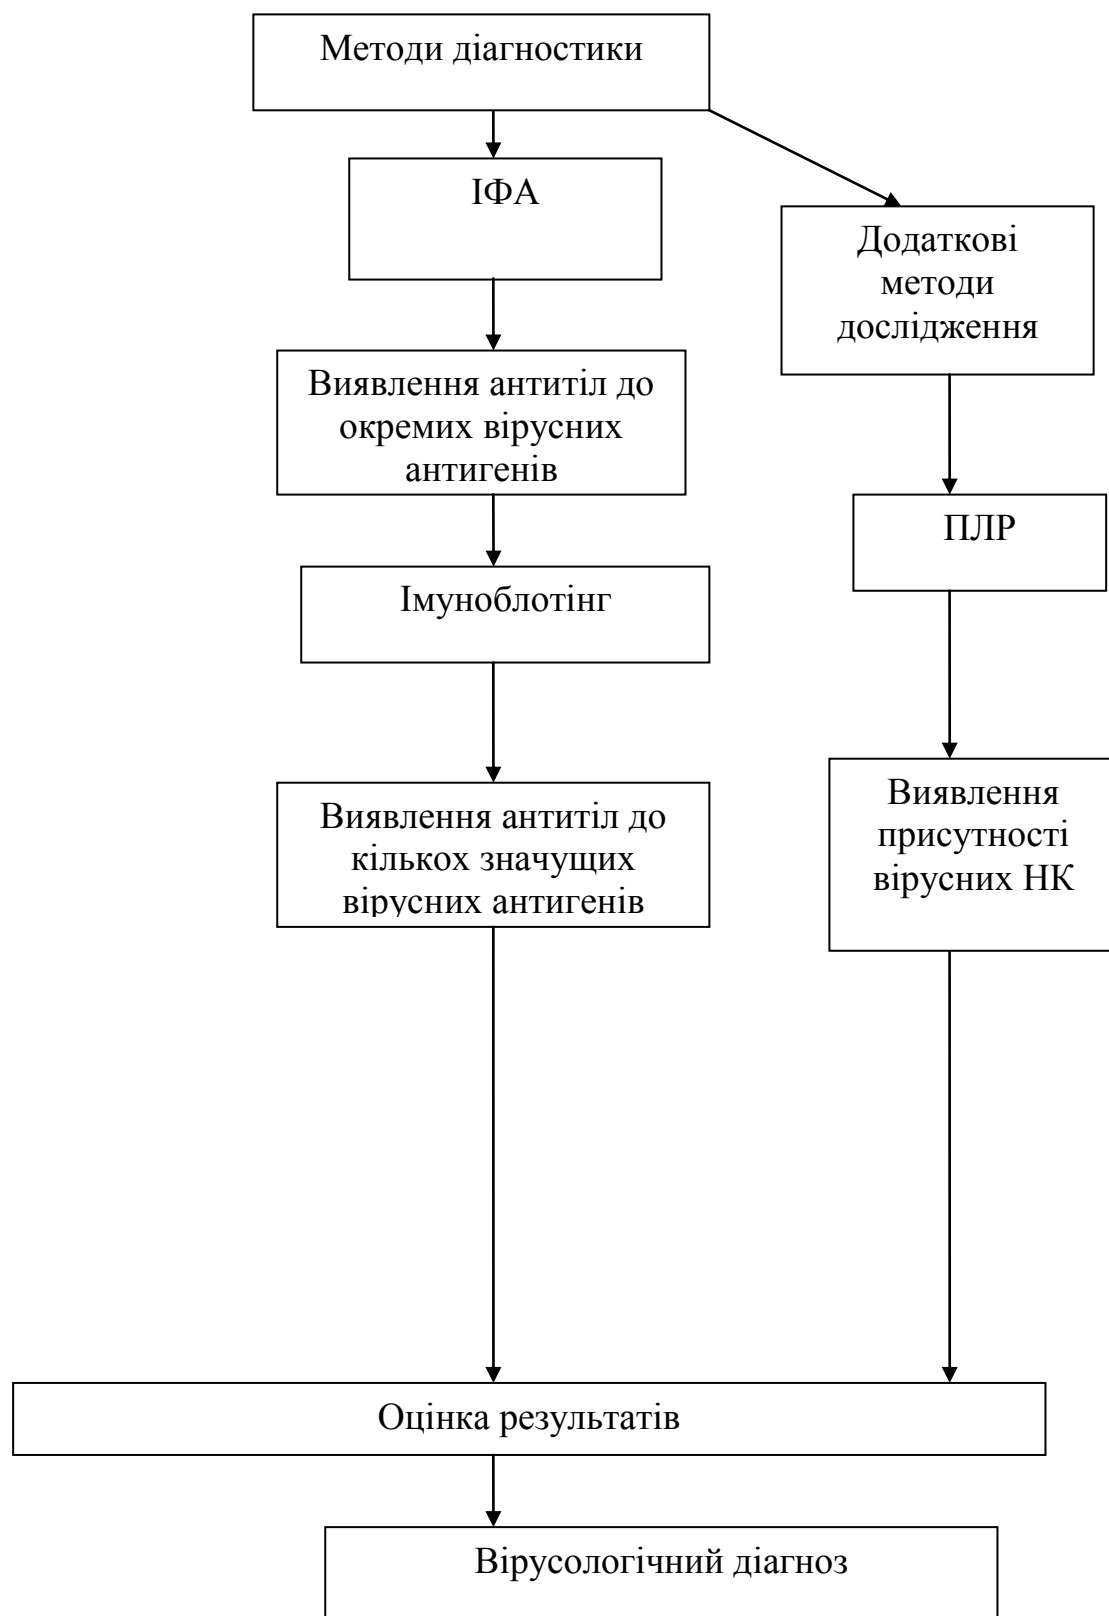 Методи діагностики
ІФА
Додаткові
методи
дослідження
Виявлення антитіл до
окремих вірусних
антигенів
ПЛР
Імуноблотінг
Виявлення антитіл до
кількох значущих
вірусних антигенів
Виявлення
присутності
вірусних НК
Оцінка результатів
Вірусологічний діагноз